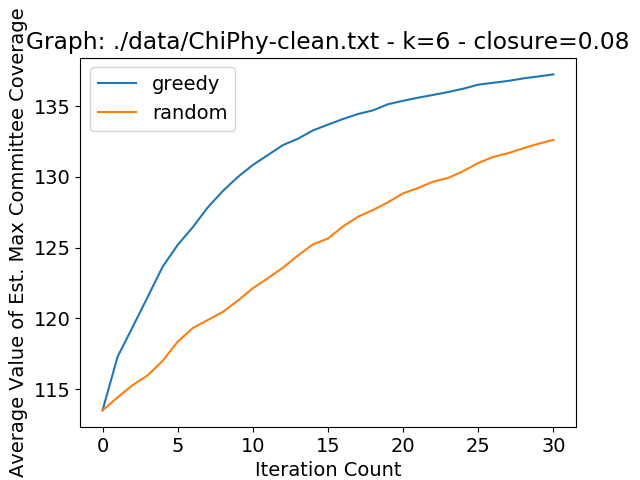 Graph: ./data/ChiPhy-clean.txt - k=6 - closure=0.08
Average Value of Est. Max Committee Coverage
greedy
random
135
130
125
120
115
0 5 10 15 20 25 30
Iteration Count